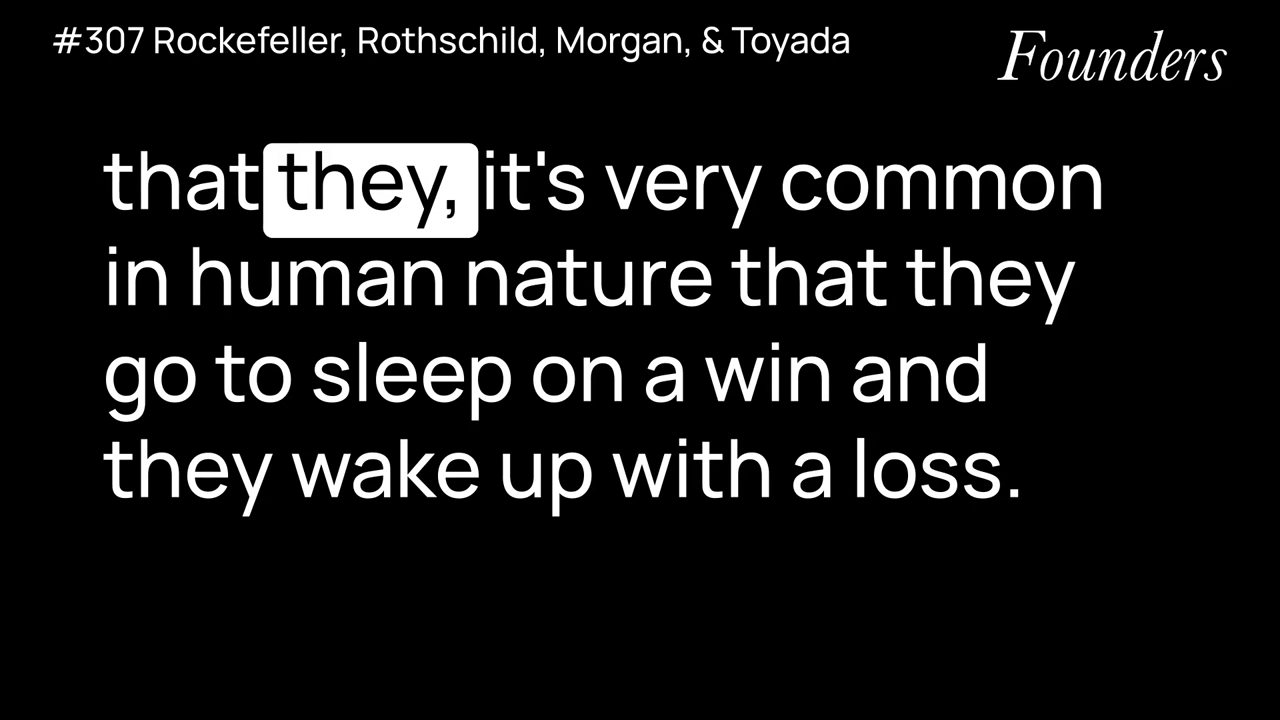 #307 Rockefeller, Rothschild, Morgan, & Toyada
Founders
that they, it's very common
in human nature that they
go to sleep on a win and
they wake up with a loss.